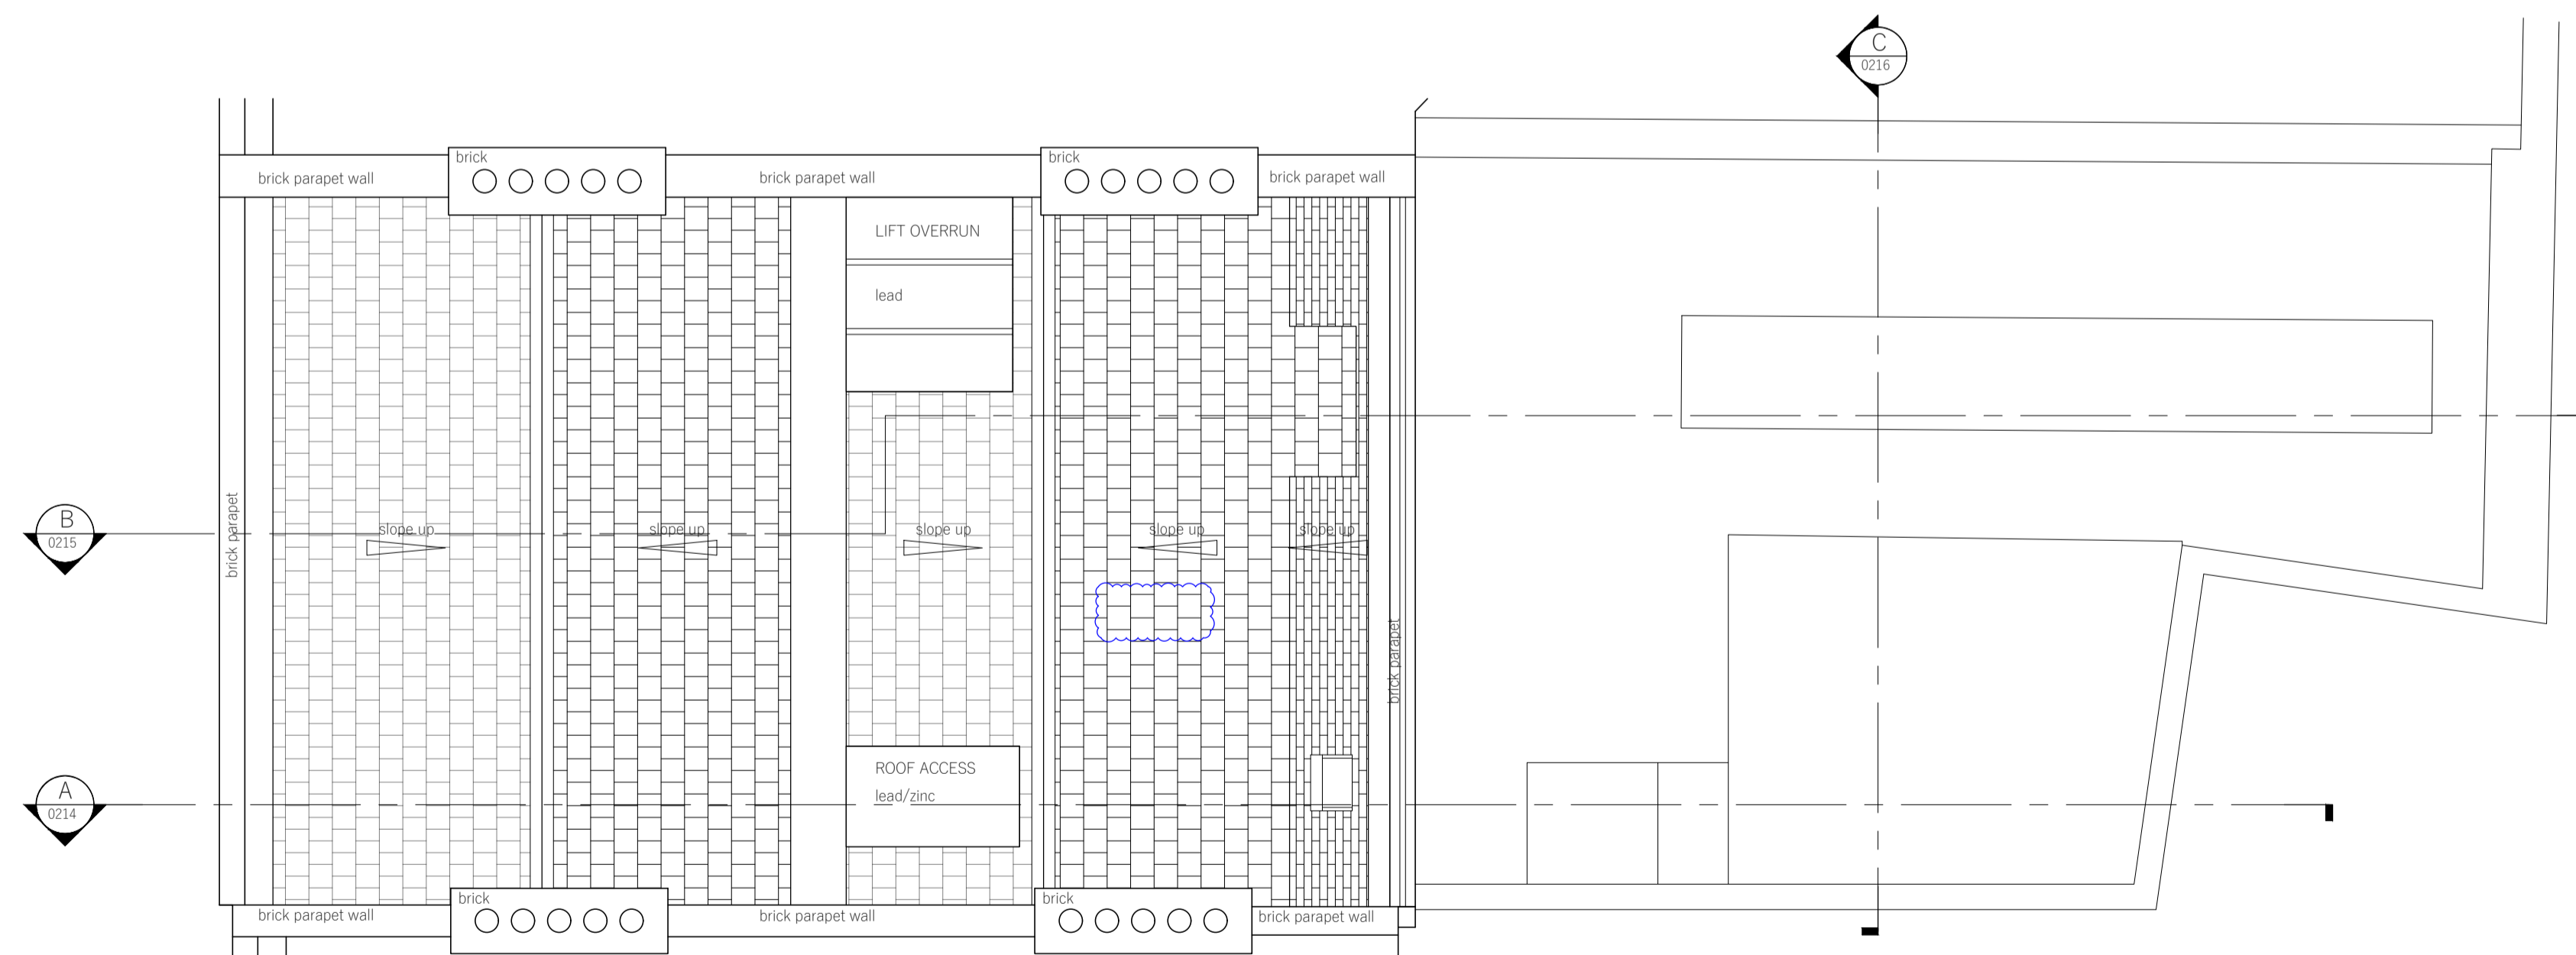 C
0216
brick
brick
brick parapet wall
brick parapet wall
brick parapet wall
LIFT OVERRUN
lead
B
0215
brick parapet
slope up
slope up
slope up
slope up
slope up
brick parapet
A
0214
ROOF ACCESS
lead/zinc
brick
brick
brick parapet wall
brick parapet wall
brick parapet wall